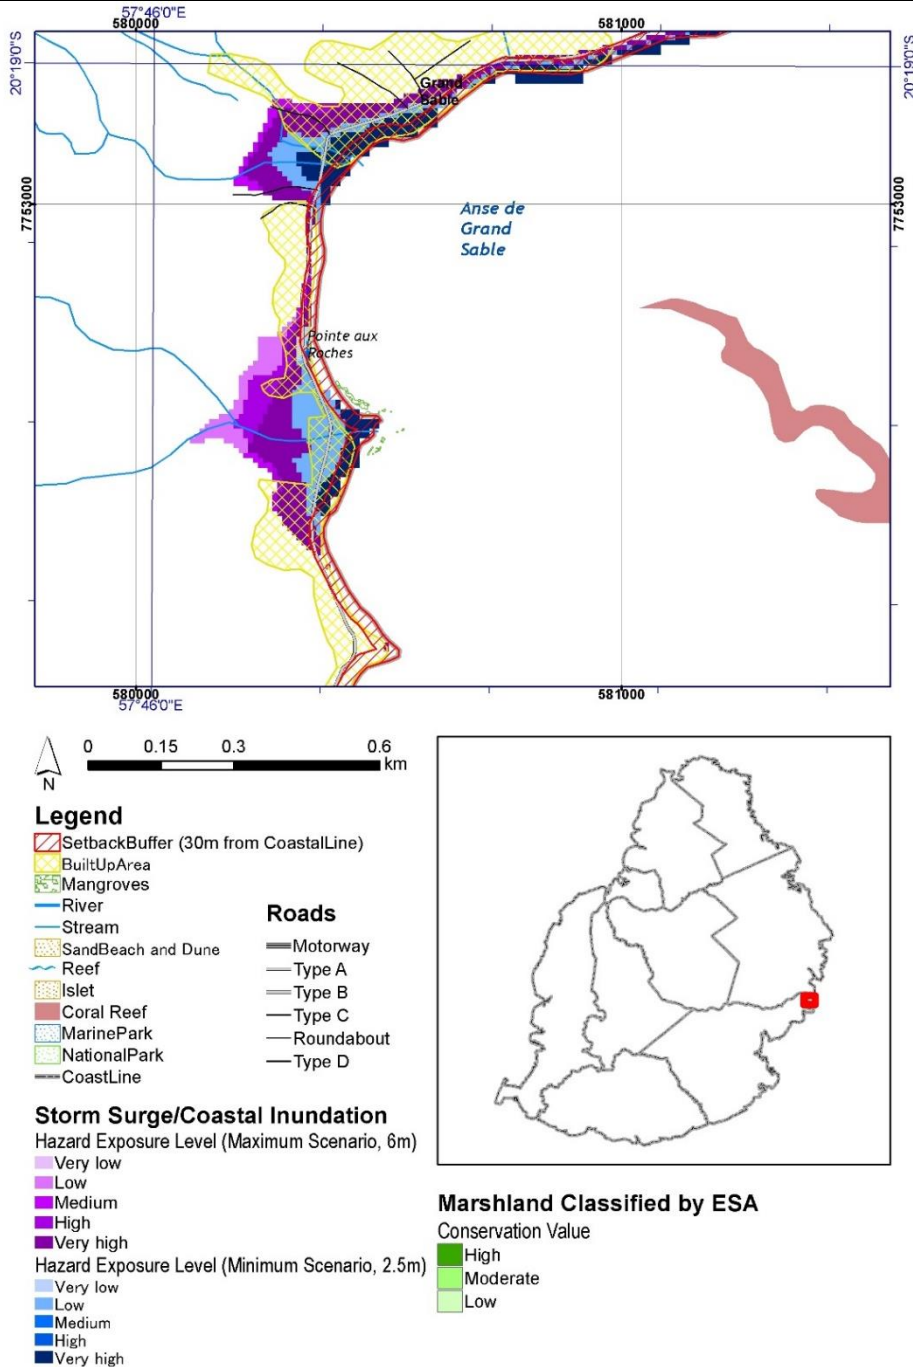 57°46'0"E
580000
581000
20°19'0"S
20°19'0"S
Grand
Sable
7753000
7753000
Anse de
Grand
Sable
Pointe aux
Roches
580000
581000
57°46'0"E
N
0 0.15 0.3 0.6
km
Legend
SetbackBuffer (30m from CoastalLine)
BuiltUpArea
Mangroves
River
Stream
SandBeach and Dune
Reef
Islet
Coral Reef
MarinePark
NationalPark
CoastLine
Roads
Motorway
Type A
Type B
Type C
Roundabout
Type D
Storm Surge/Coastal Inundation
Hazard Exposure Level (Maximum Scenario, 6m)
Very low
Low
Medium
High
Very high
Hazard Exposure Level (Minimum Scenario, 2.5m)
Very low
Low
Medium
High
Very high
Marshland Classified by ESA
Conservation Value
High
Moderate
Low